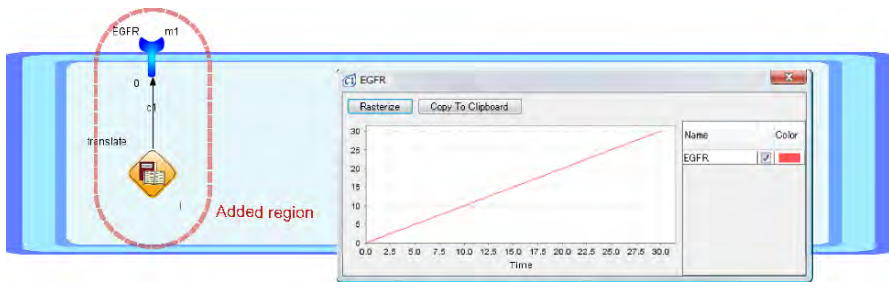 EGFR m1
0
c1
translate
1
Added region
EGFR
Rasterize Copy To Clipboard
30
25
20
15
10
5
0
0.0 2.5 5.0 7.5 10.0 12.5 15.0 17.5 20.0 22.5 25.0 27.5 30.0
Time
Name Color
EGFR